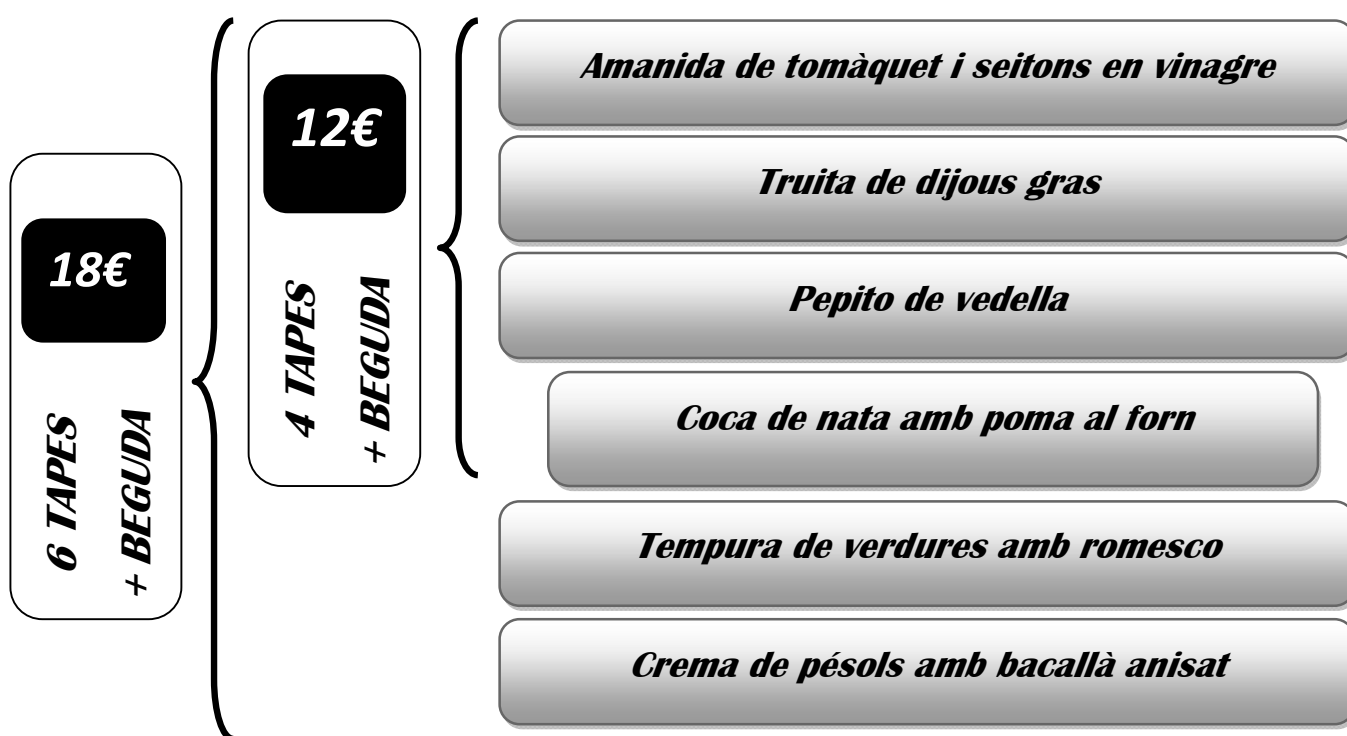 18€
6 TAPES
+ BEGUDA
12€
4 TAPES
+ BEGUDA
Amanida de tomàquet i seitons en vinagre
Truita de dijous gras
Pepito de vedella
Coca de nata amb poma al forn
Tempura de verdures amb romesco
Crema de pésols amb bacallà anisat